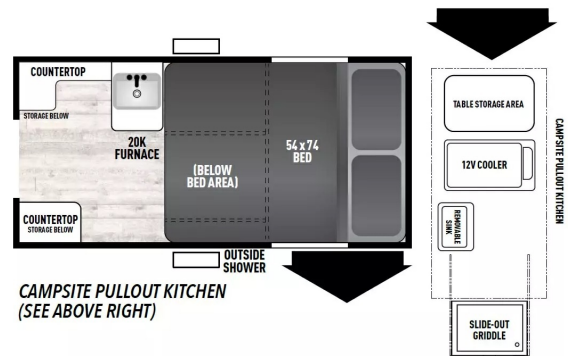 COUNTERTOP
STORAGE BELOW
20K
FURNACE
(BELOW
BED AREA)
54 x 74
BED
COUNTERTOP
STORAGE BELOW
OUTSIDE
SHOWER
CAMPSITE PULLOUT KITCHEN
(SEE ABOVE RIGHT)
TABLE STORAGE AREA
12V COOLER
REMOVABLE
SINK
SLIDE-OUT
GRIDDLE
CAMPSITE PULLOUT KITCHEN